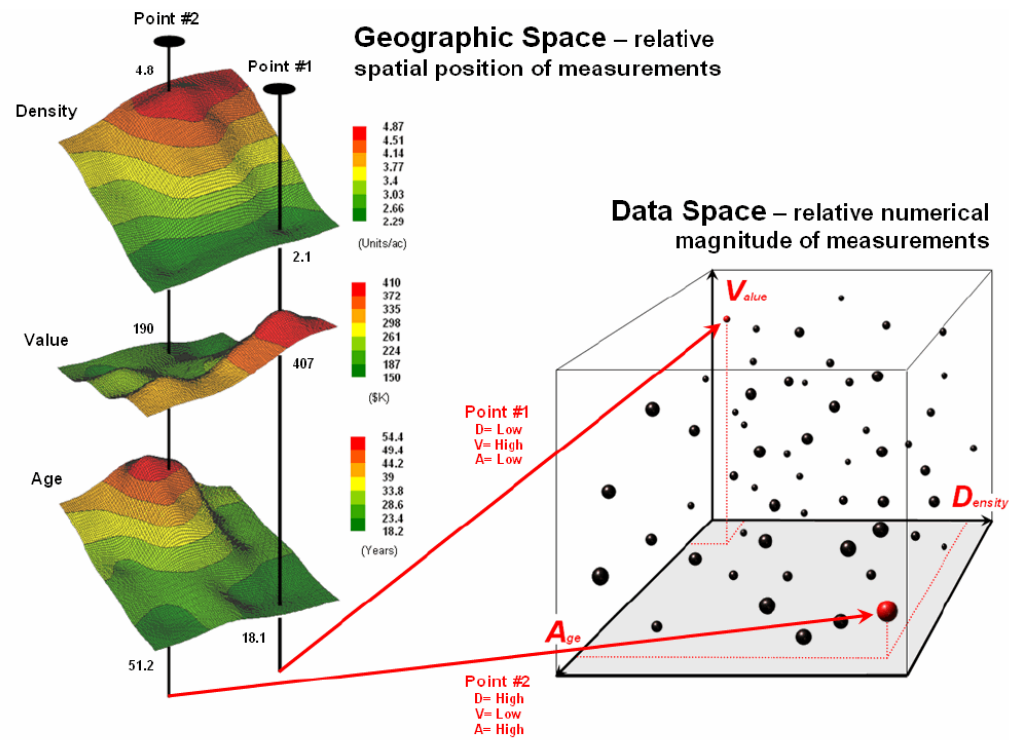 Point #2
Point #1
Geographic Space – relative
spatial position of measurements
4.8
Density
4.87
4.51
4.14
3.77
3.4
3.03
2.66
2.29
(Units/ac)
2.1
Data Space – relative numerical
magnitude of measurements
Value
190
407
410
372
335
298
261
224
187
150
($K)
Value
Point #1
D= Low
V= High
A= Low
Age
54.4
49.4
44.2
39
33.8
28.6
23.4
18.2
(Years)
Density
Age
18.1
51.2
Point #2
D= High
V= Low
A= High